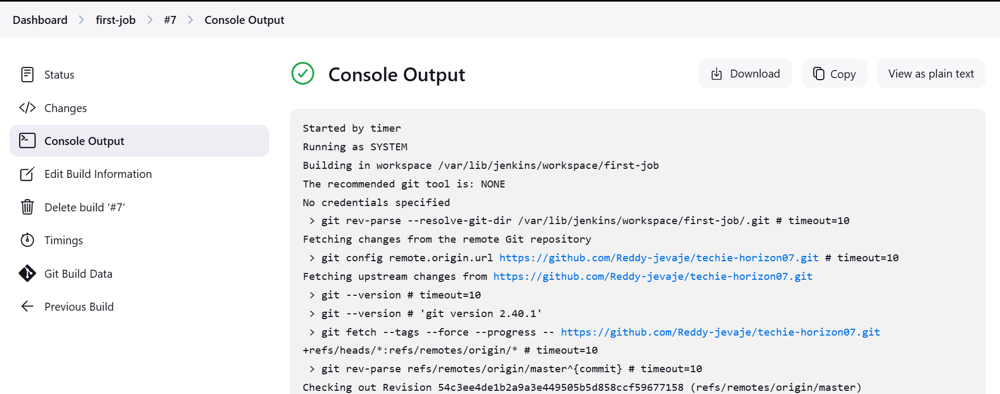 Dashboard > first-job > #7 > Console Output
Status
Changes
Console Output
Edit Build Information
Delete build ‘#7’
Timings
Git Build Data
Previous Build
Console Output
Download
Copy
View as plain text
Started by timer
Running as SYSTEM
Building in workspace /var/lib/jenkins/workspace/first-job
The recommended git tool is: NONE
No credentials specified
> git rev-parse --resolve-git-dir /var/lib/jenkins/workspace/first-job/.git # timeout=10
Fetching changes from the remote Git repository
> git config remote.origin.url https://github.com/Reddy-jevaje/techie-horizon07.git # timeout=10
Fetching upstream changes from https://github.com/Reddy-jevaje/techie-horizon07.git
> git --version # timeout=10
> git --version # 'git version 2.40.1'
> git fetch --tags --force --progress -- https://github.com/Reddy-jevaje/techie-horizon07.git
+refs/heads/*:refs/remotes/origin/* # timeout=10
> git rev-parse refs/remotes/origin/master^{commit} # timeout=10
Checking out Revision 54c3ee4de1b2a9a3e449505b5d858ccf59677158 (refs/remotes/origin/master)